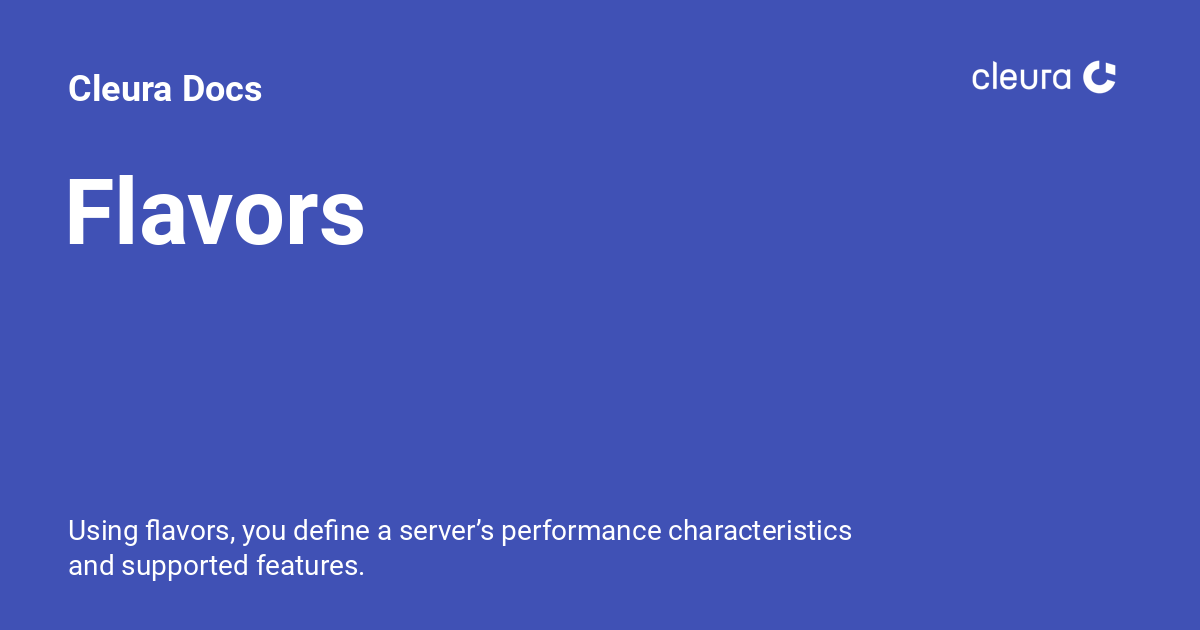 Cleura Docs
cleura
Flavors
Using flavors, you define a server’s performance characteristics
and supported features.